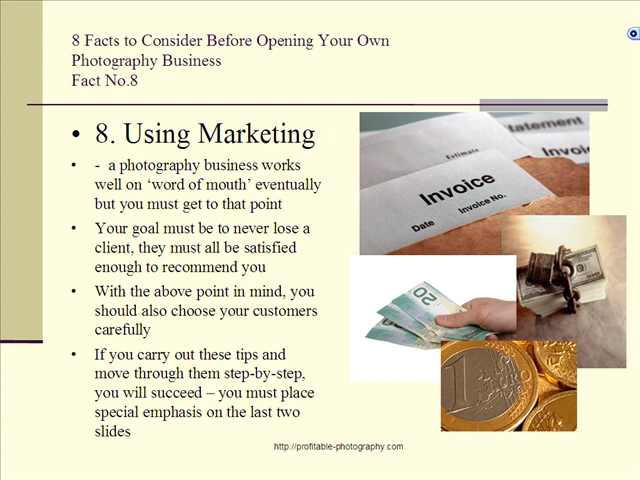 8 Facts to Consider Before Opening Your Own
Photography Business
Fact No.8
• 8. Using Marketing
• - a photography business works
well on ‘word of mouth’ eventually
but you must get to that point
• Your goal must be to never lose a
client, they must all be satisfied
enough to recommend you
• With the above point in mind, you
should also choose your customers
carefully
• If you carry out these tips and
move through them step-by-step,
you will succeed – you must place
special emphasis on the last two
slides
tatement
Estimate
Invoice
Date Invoice No.
20
1 EURO
http://profitable-photography.com